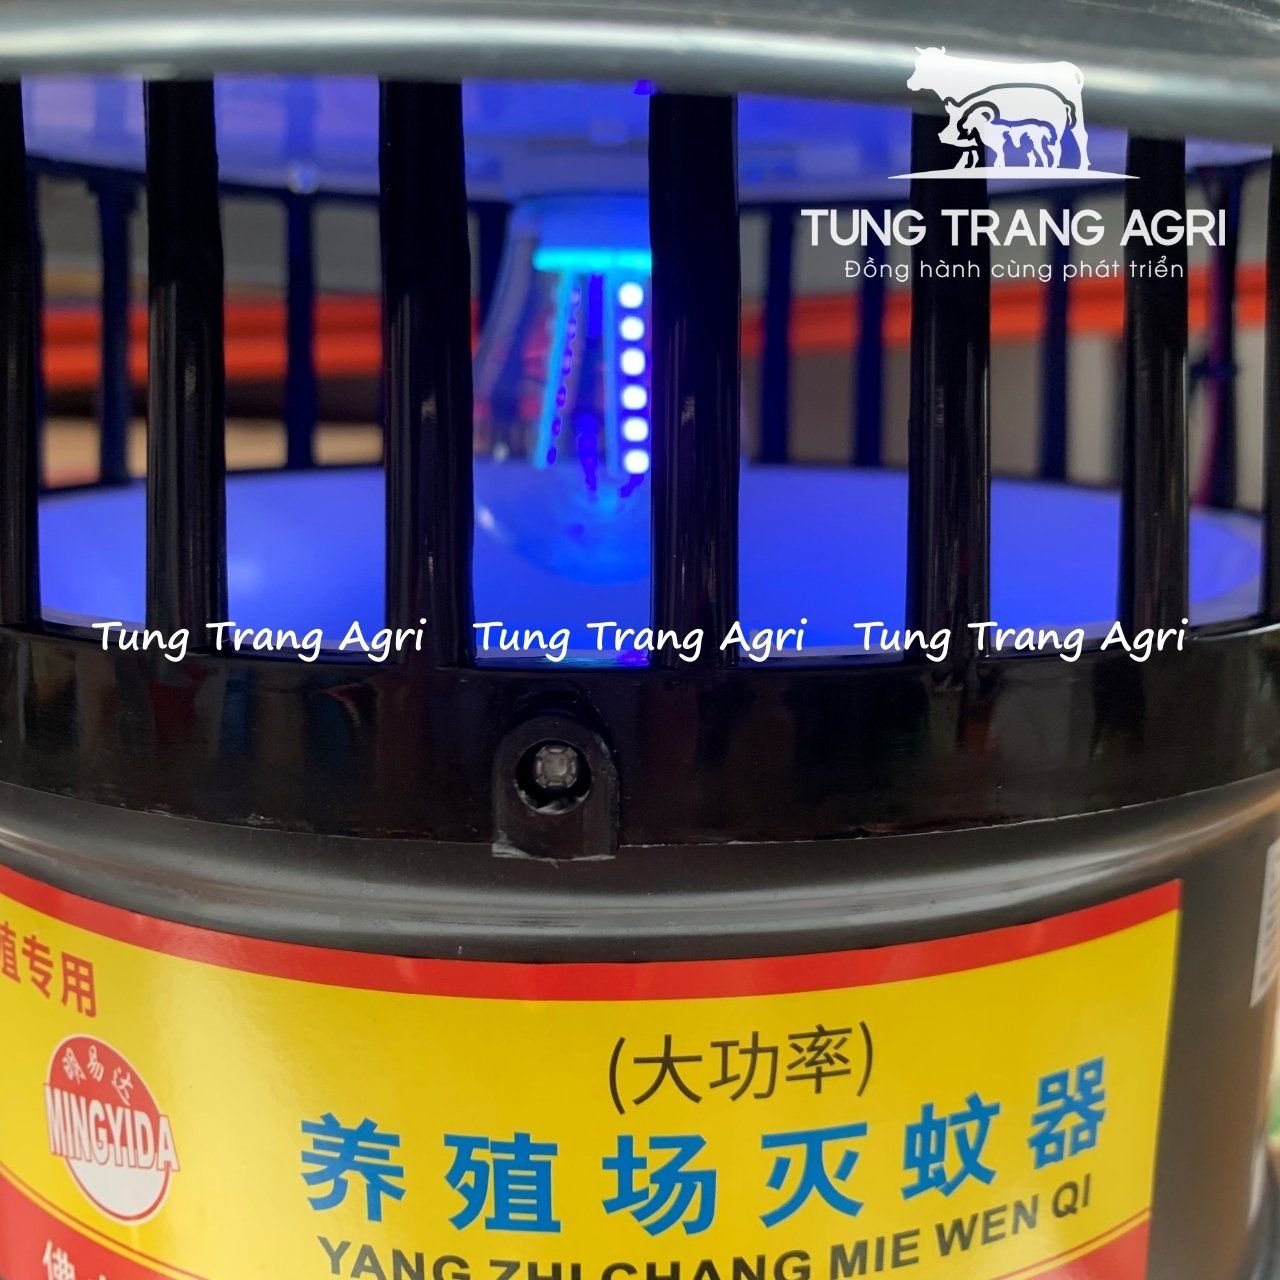 TUNG TRANG AGRI
Đồng hành cùng phát triển
Tung Trang Agri Tung Trang Agri Tung Trang Agri
殖专用
明易达
MINGYIDA
(大功率)
养殖场灭蚊器
YANG ZHI CHANG MIE WEN QI
佛